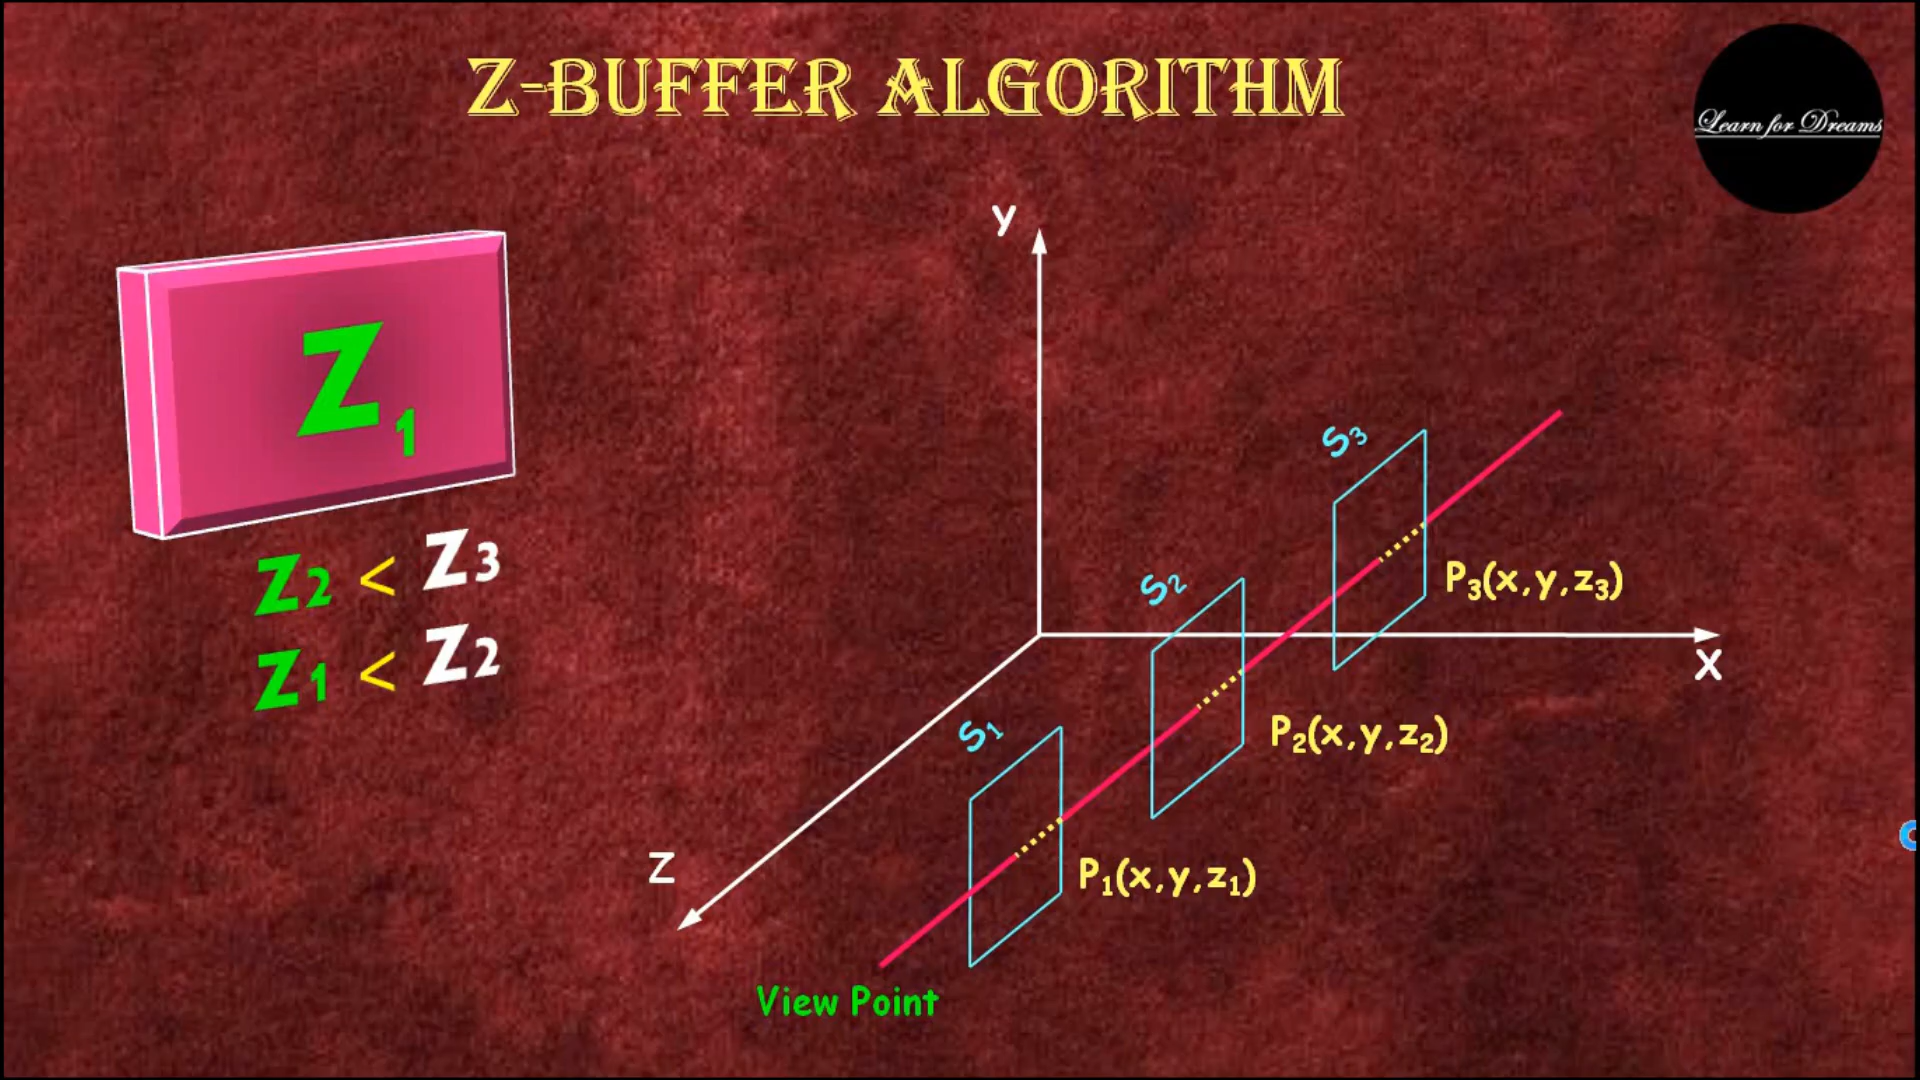 Z-BUFFER ALGORITHM
Learn for Dreams
Y
Z₁
S₃
Z₂ < Z₃
P₃(x,y,z₃)
S₂
Z₁ < Z₂
X
S₁
P₂(x,y,z₂)
Z
P₁(x,y,z₁)
View Point